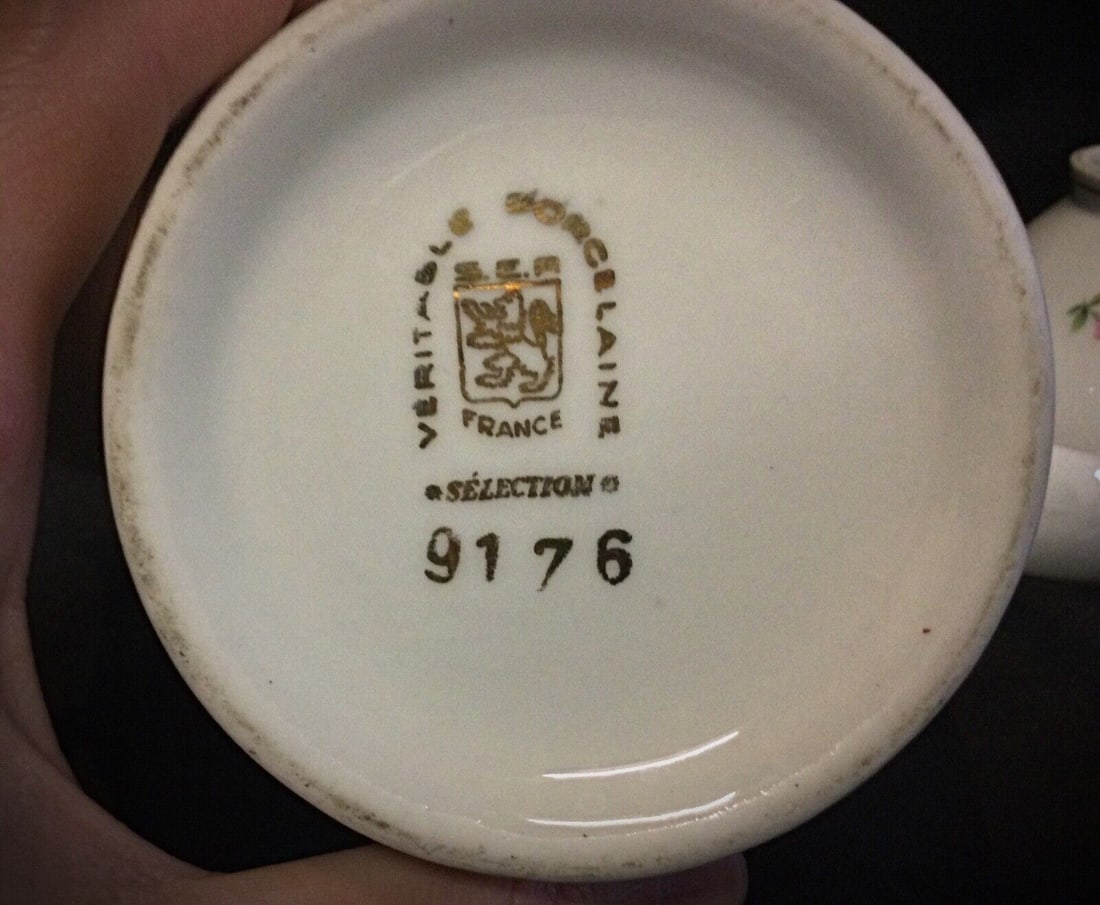 VÉRITABLE PORCELAINE
FRANCE
SÉLECTION
9176